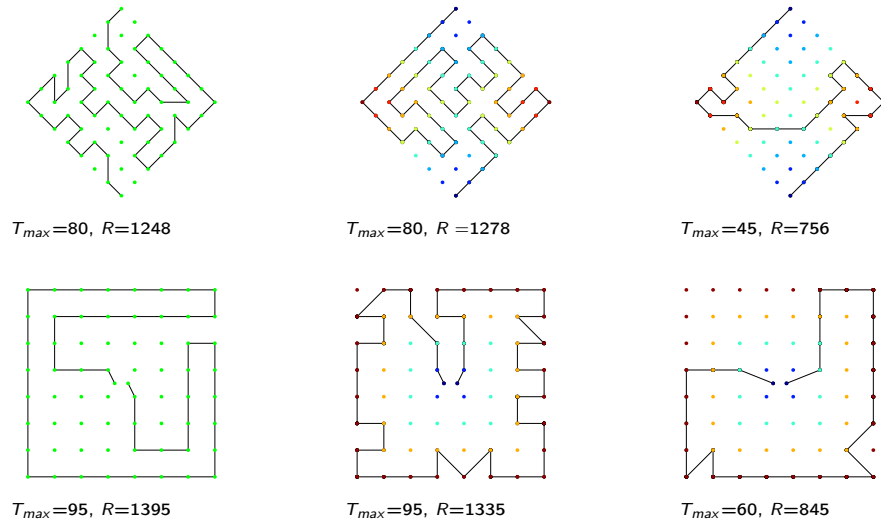 T_max=80, R=1248
T_max=80, R =1278
T_max=45, R=756
T_max=95, R=1395
T_max=95, R=1335
T_max=60, R=845